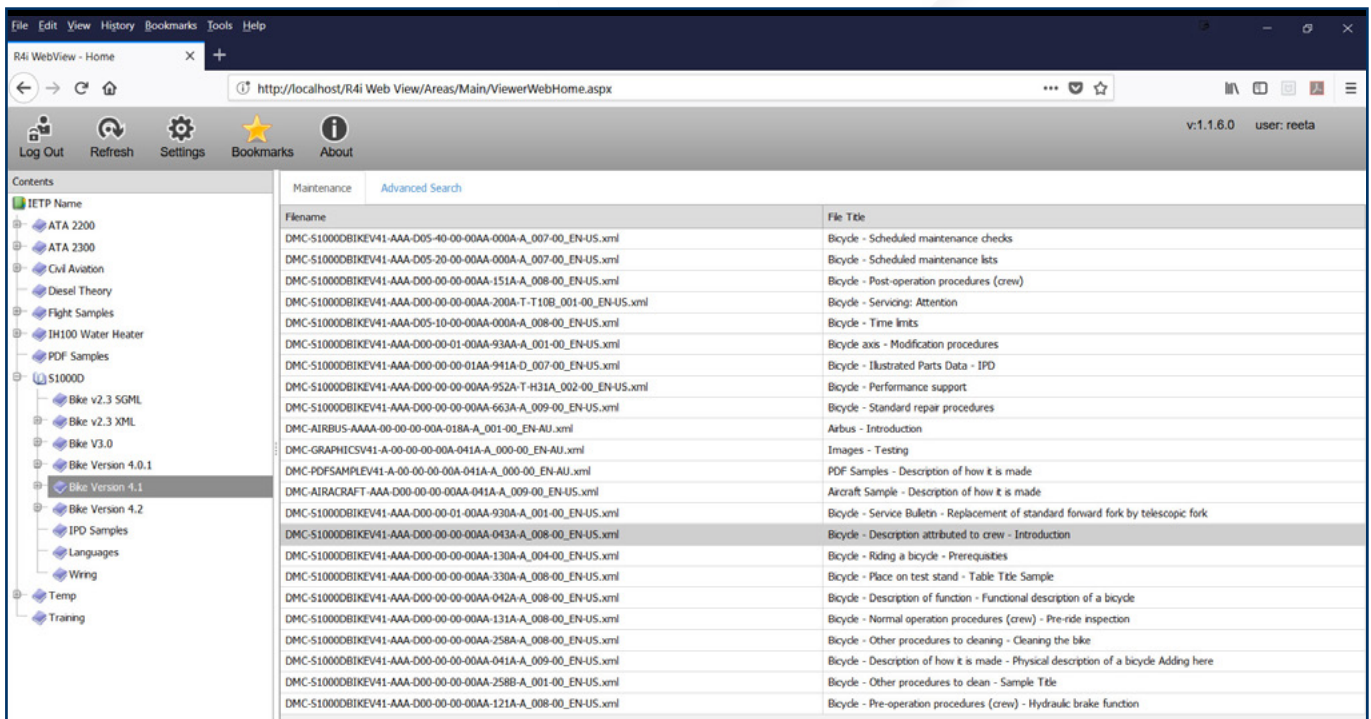 File Edit View History Bookmarks Tools Help
R4i WebView - Home
http://localhost/R4i Web View/Areas/Main/ViewerWebHome.aspx
Log Out Refresh Settings Bookmarks About v:1.1.6.0 user: reeta
Contents
IETP Name
ATA 2200
ATA 2300
Civil Aviation
Diesel Theory
Flight Samples
IH100 Water Heater
PDF Samples
S1000D
Bike v2.3 SGML
Bike v2.3 XML
Bike V3.0
Bike Version 4.0.1
Bike Version 4.1
Bike Version 4.2
IPD Samples
Languages
Wiring
Temp
Training
Maintenance Advanced Search
Filename File Title
DMC-S1000DBIKEV41-AAA-D05-40-00-00AA-000A-A_007-00_EN-US.xml Bicycle - Scheduled maintenance checks
DMC-S1000DBIKEV41-AAA-D05-20-00-00AA-000A-A_007-00_EN-US.xml Bicycle - Scheduled maintenance lists
DMC-S1000DBIKEV41-AAA-D00-00-00-00AA-151A-A_008-00_EN-US.xml Bicycle - Post-operation procedures (crew)
DMC-S1000DBIKEV41-AAA-D00-00-00-00AA-200A-T-T10B_001-00_EN-US.xml Bicycle - Servicing: Attention
DMC-S1000DBIKEV41-AAA-D05-10-00-00AA-000A-A_008-00_EN-US.xml Bicycle - Time limits
DMC-S1000DBIKEV41-AAA-D00-00-01-00AA-93AA-A_001-00_EN-US.xml Bicycle axis - Modification procedures
DMC-S1000DBIKEV41-AAA-D00-00-00-01AA-941A-D_007-00_EN-US.xml Bicycle - Illustrated Parts Data - IPD
DMC-S1000DBIKEV41-AAA-D00-00-00-00AA-952A-T-H31A_002-00_EN-US.xml Bicycle - Performance support
DMC-S1000DBIKEV41-AAA-D00-00-00-00AA-663A-A_009-00_EN-US.xml Bicycle - Standard repair procedures
DMC-AIRBUS-AAAA-00-00-00-00A-018A-A_001-00_EN-AU.xml Airbus - Introduction
DMC-GRAPHICSV41-A-00-00-00-00A-041A-A_000-00_EN-AU.xml Images - Testing
DMC-PDFSAMPLEV41-A-00-00-00-00A-041A-A_000-00_EN-AU.xml PDF Samples - Description of how it is made
DMC-AIRACRAFT-AAA-D00-00-00-00AA-041A-A_009-00_EN-US.xml Aircraft Sample - Description of how it is made
DMC-S1000DBIKEV41-AAA-D00-00-01-00AA-930A-A_001-00_EN-US.xml Bicycle - Service Bulletin - Replacement of standard forward fork by telescopic fork
DMC-S1000DBIKEV41-AAA-D00-00-00-00AA-043A-A_008-00_EN-US.xml Bicycle - Description attributed to crew - Introduction
DMC-S1000DBIKEV41-AAA-D00-00-00-00AA-130A-A_004-00_EN-US.xml Bicycle - Riding a bicycle - Prerequisities
DMC-S1000DBIKEV41-AAA-D00-00-00-00AA-330A-A_008-00_EN-US.xml Bicycle - Place on test stand - Table Title Sample
DMC-S1000DBIKEV41-AAA-D00-00-00-00AA-042A-A_008-00_EN-US.xml Bicycle - Description of function - Functional description of a bicycle
DMC-S1000DBIKEV41-AAA-D00-00-00-00AA-131A-A_008-00_EN-US.xml Bicycle - Normal operation procedures (crew) - Pre-ride inspection
DMC-S1000DBIKEV41-AAA-D00-00-00-00AA-258A-A_008-00_EN-US.xml Bicycle - Other procedures to cleaning - Cleaning the bike
DMC-S1000DBIKEV41-AAA-D00-00-00-00AA-041A-A_009-00_EN-US.xml Bicycle - Description of how it is made - Physical description of a bicycle Adding here
DMC-S1000DBIKEV41-AAA-D00-00-00-00AA-258B-A_001-00_EN-US.xml Bicycle - Other procedures to clean - Sample Title
DMC-S1000DBIKEV41-AAA-D00-00-00-00AA-121A-A_008-00_EN-US.xml Bicycle - Pre-operation procedures (crew) - Hydraulic brake function